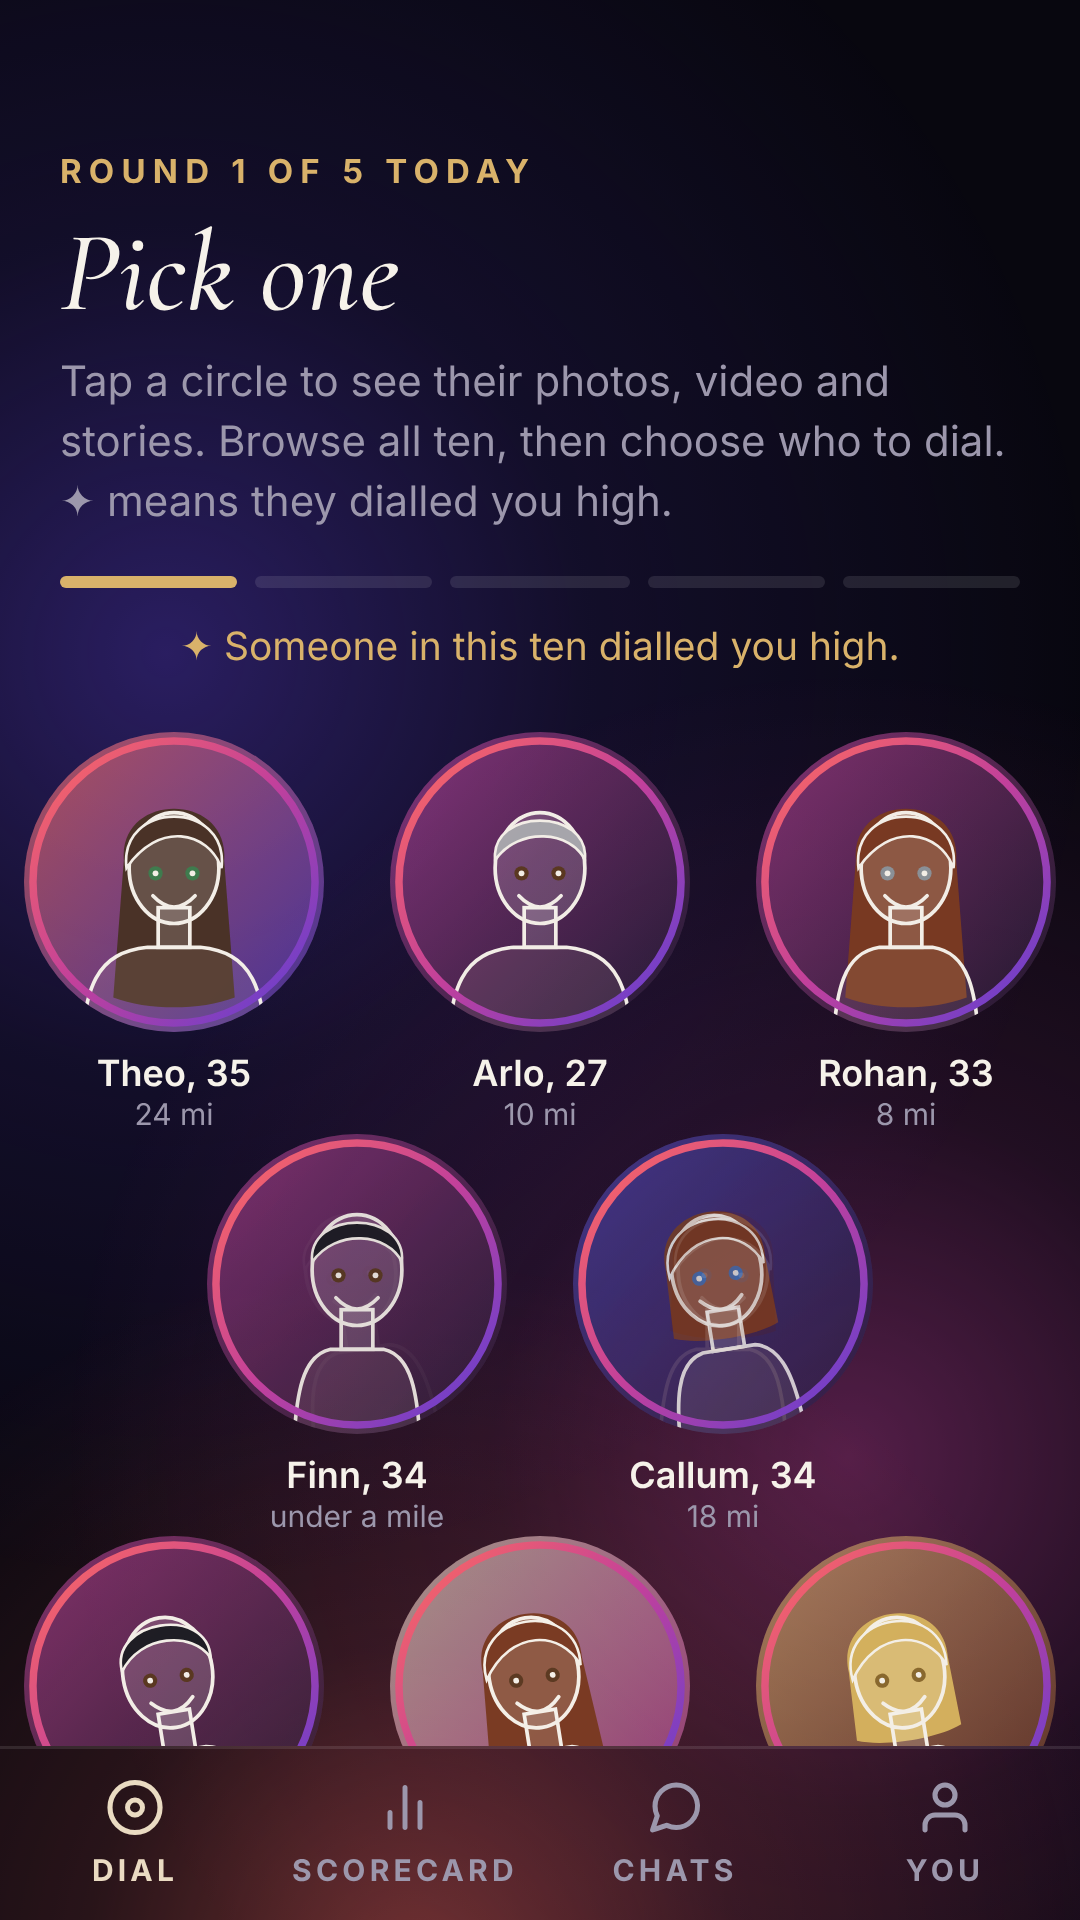 ROUND 1 OF 5 TODAY
Pick one
Tap a circle to see their photos, video and
stories. Browse all ten, then choose who to dial.
✦ means they dialled you high.
✦ Someone in this ten dialled you high.
Theo, 35
24 mi
Arlo, 27
10 mi
Rohan, 33
8 mi
Finn, 34
under a mile
Callum, 34
18 mi
DIAL
SCORECARD
CHATS
YOU